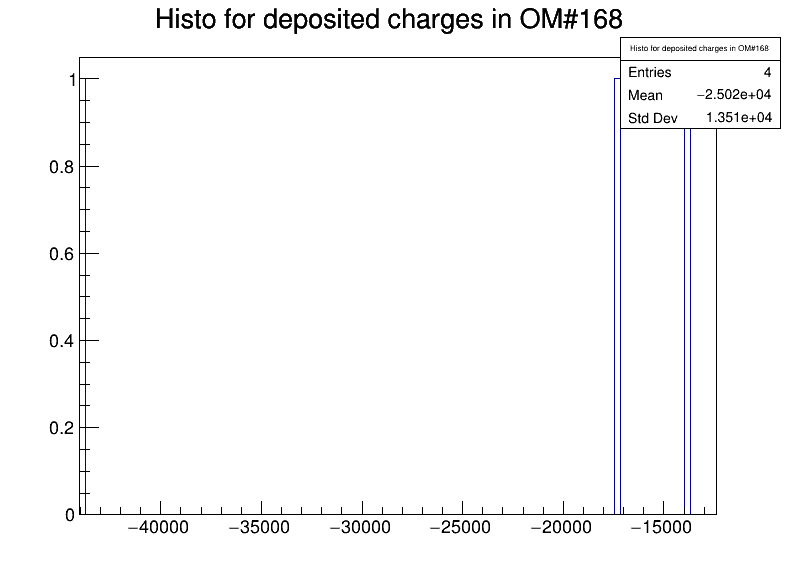 Histo for deposited charges in OM#168
Histo for deposited charges in OM#168
Entries 4
Mean −2.502e+04
Std Dev 1.351e+04
1
0.8
0.6
0.4
0.2
0
−40000 −35000 −30000 −25000 −20000 −15000